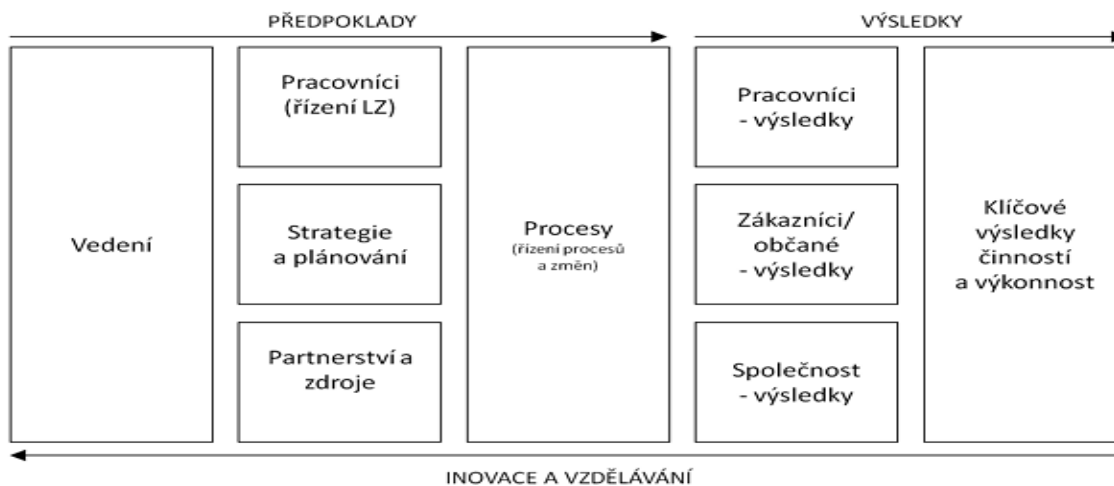 PŘEDPOKLADY
VÝSLEDKY
Vedení
Pracovníci
(řízení LZ)
Strategie
a plánování
Partnerství a
zdroje
Procesy
(řízení procesů
a změn)
Pracovníci
- výsledky
Zákazníci/
občané
- výsledky
Společnost
- výsledky
Klíčové
výsledky
činností
a výkonnost
INOVACE A VZDĚLÁVÁNÍ